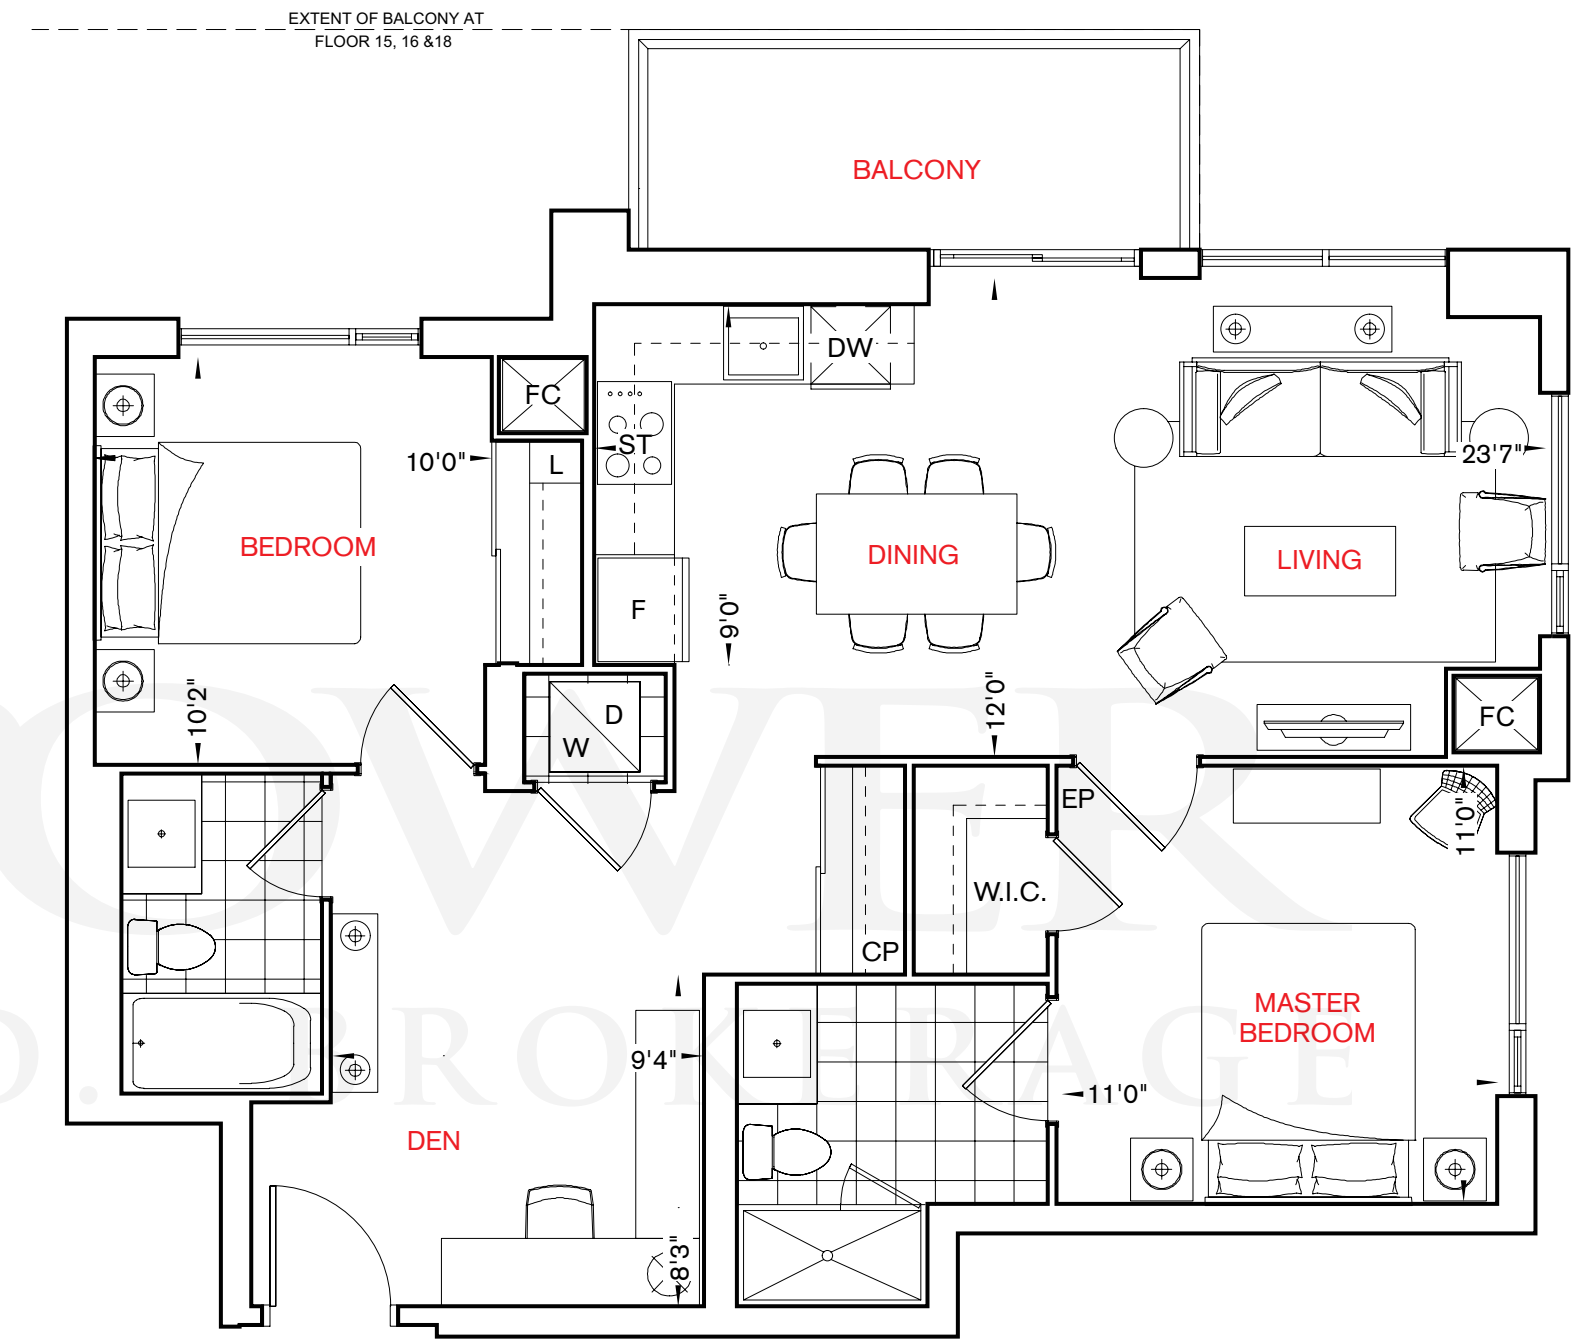 EXTENT OF BALCONY AT
FLOOR 15, 16 &18
BALCONY
DW
FC
ST
10'0"
L
23'7"
BEDROOM
DINING
LIVING
F
9'0"
10'2"
12'0"
D
W
FC
EP
11'0"
W.I.C.
CP
MASTER
BEDROOM
9'4"
11'0"
DEN
8'3"
OWER
D. BROKERAGE